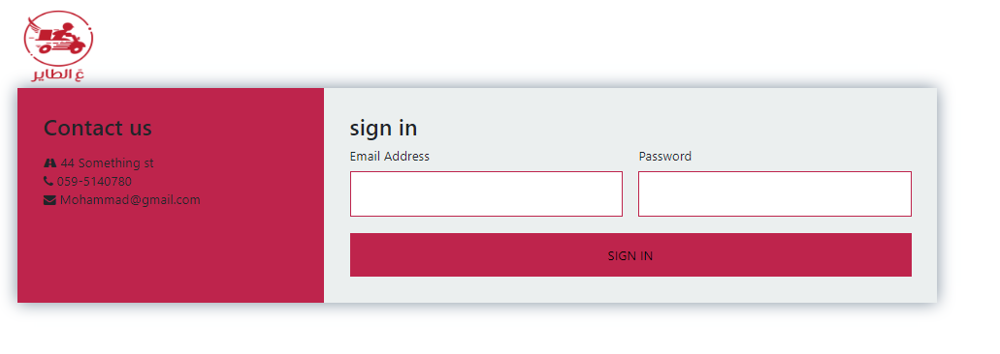 عَ الطاير
Contact us
44 Something st
059-5140780
Mohammad@gmail.com
sign in
Email Address
Password
SIGN IN